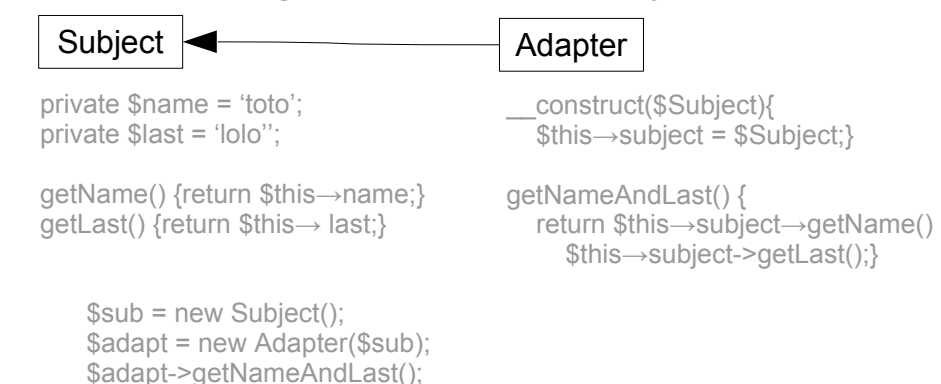 Subject
Adapter
private $name = ‘toto’;
private $last = ‘lolo’’;
getName() {return $this→name;}
getLast() {return $this→ last;}
__construct($Subject){
$this→subject = $Subject;}
getNameAndLast() {
return $this→subject→getName()
$this→subject->getLast();}
$sub = new Subject();
$adapt = new Adapter($sub);
$adapt->getNameAndLast();